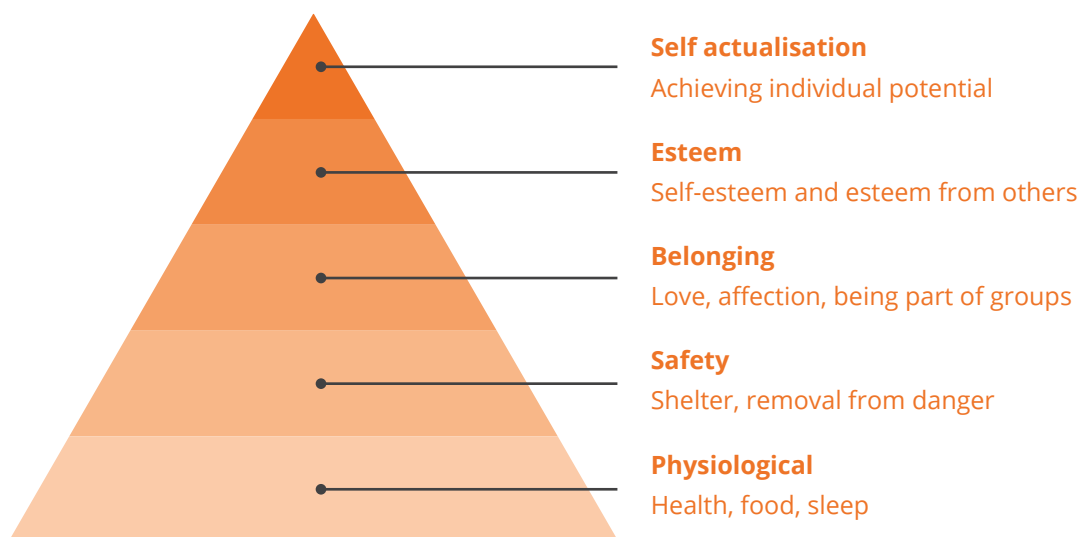 Self actualisation
Achieving individual potential
Esteem
Self-esteem and esteem from others
Belonging
Love, affection, being part of groups
Safety
Shelter, removal from danger
Physiological
Health, food, sleep